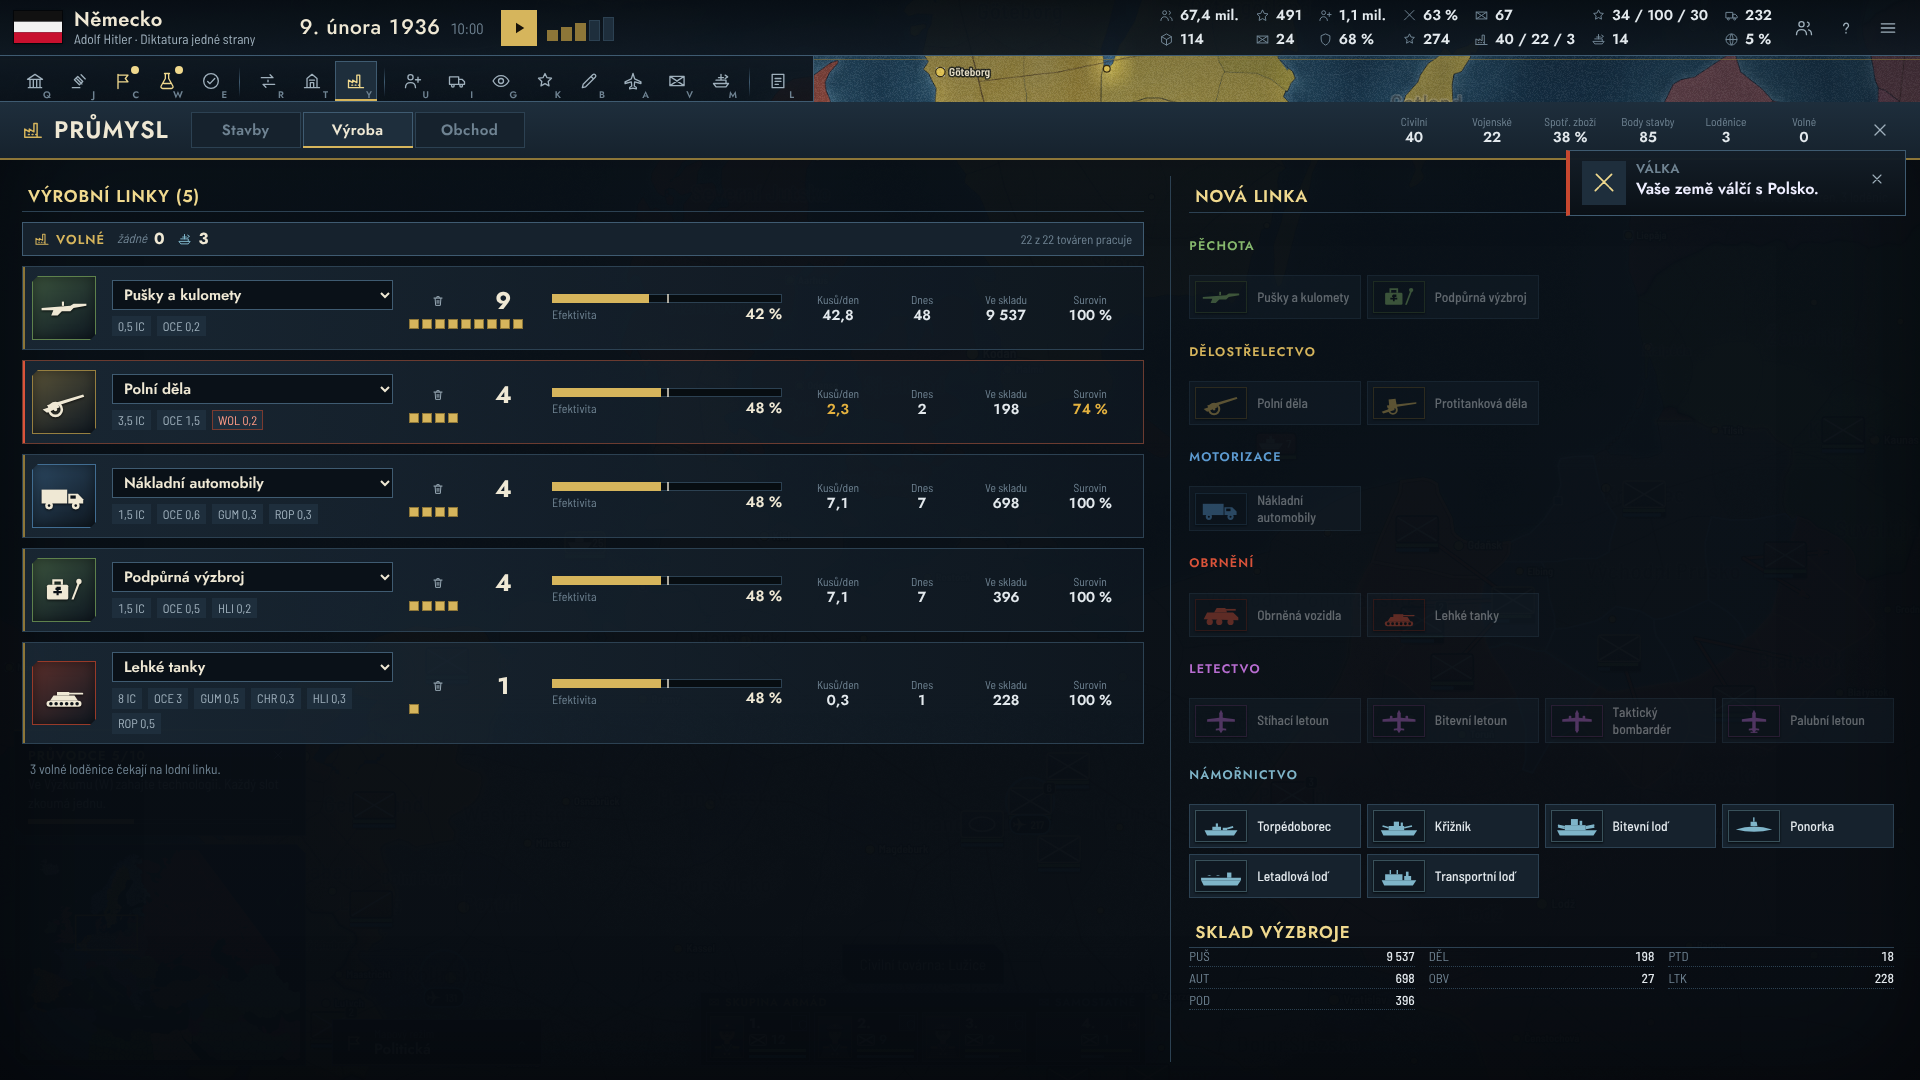 Německo
Adolf Hitler · Diktatura jedné strany
9. února 1936 10:00
67,4 mil. 491 1,1 mil. 63 % 67 34 / 100 / 30 232
114 24 68 % 274 40 / 22 / 3 14 5 %
?
Q J C W E R T Y U I G K B A V M L
Göteborg
PRŮMYSL
Stavby
Výroba
Obchod
Civilní 40
Vojenské 22
Spotř. zboží 38 %
Body stavby 85
Loděnice 3
Volné 0
VÁLKA
Vaše země válčí s Polsko.
VÝROBNÍ LINKY (5)
VOLNÉ žádné 0 3
22 z 22 továren pracuje
Pušky a kulomety
0,5 IC OCE 0,2
9
Efektivita 42 %
Kusů/den 42,8
Dnes 48
Ve skladu 9 537
Surovin 100 %
Polní děla
3,5 IC OCE 1,5 WOL 0,2
4
Efektivita 48 %
Kusů/den 2,3
Dnes 2
Ve skladu 198
Surovin 74 %
Nákladní automobily
1,5 IC OCE 0,6 GUM 0,3 ROP 0,3
4
Efektivita 48 %
Kusů/den 7,1
Dnes 7
Ve skladu 698
Surovin 100 %
Podpůrná výzbroj
1,5 IC OCE 0,5 HLI 0,2
4
Efektivita 48 %
Kusů/den 7,1
Dnes 7
Ve skladu 396
Surovin 100 %
Lehké tanky
8 IC OCE 3 GUM 0,5 CHR 0,3 HLI 0,3
ROP 0,5
1
Efektivita 48 %
Kusů/den 0,3
Dnes 1
Ve skladu 228
Surovin 100 %
3 volné loděnice čekají na lodní linku.
NOVÁ LINKA
PĚCHOTA
Pušky a kulomety
Podpůrná výzbroj
DĚLOSTŘELECTVO
Polní děla
Protitanková děla
MOTORIZACE
Nákladní automobily
OBRNĚNÍ
Obrněná vozidla
Lehké tanky
LETECTVO
Stíhací letoun
Bitevní letoun
Taktický bombardér
Palubní letoun
NÁMOŘNICTVO
Torpédoborec
Křižník
Bitevní loď
Ponorka
Letadlová loď
Transportní loď
SKLAD VÝZBROJE
PUŠ 9 537 DĚL 198 PTD 18
AUT 698 OBV 27 LTK 228
POD 396